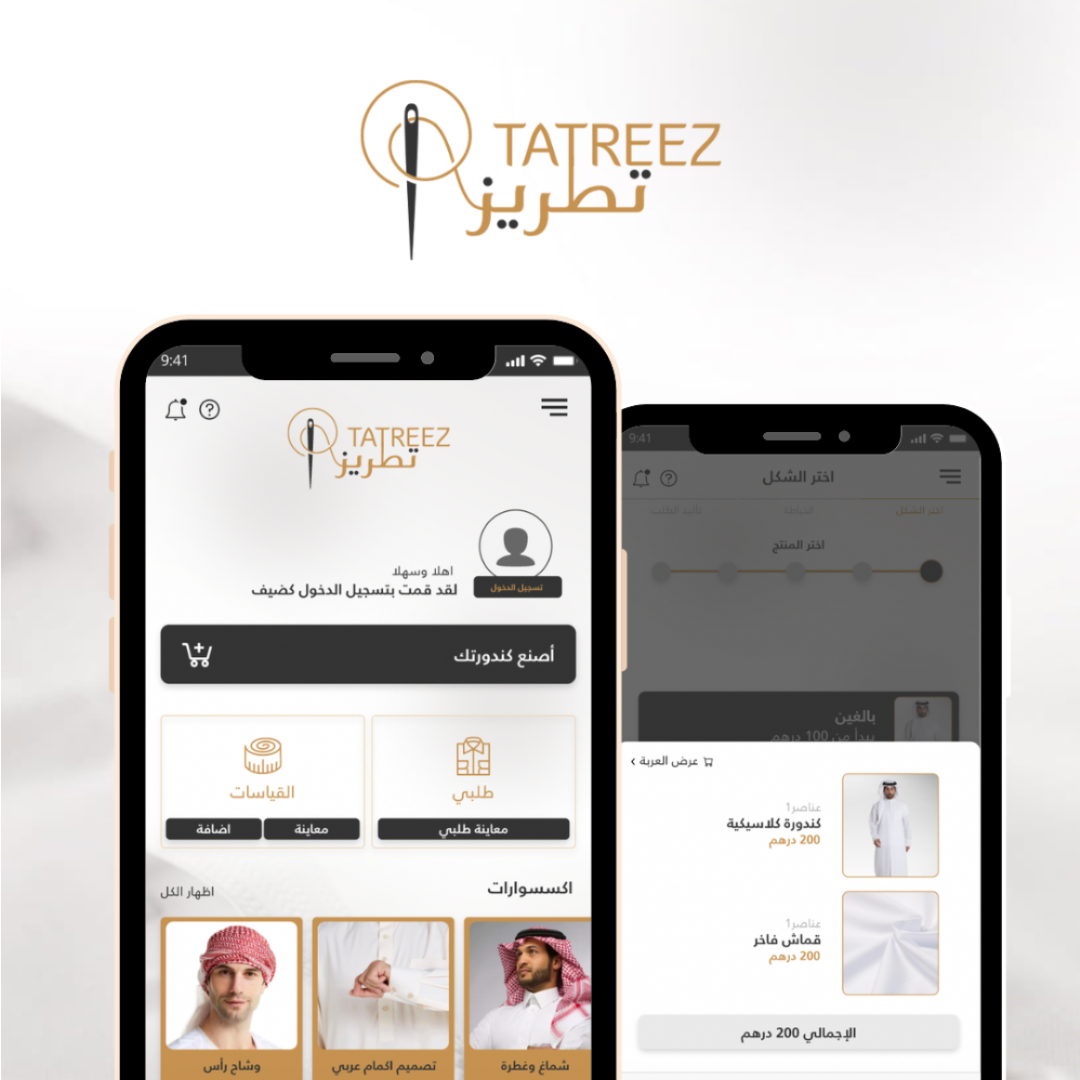 TATREEZ
تطريز
9:41
TATREEZ
تطريز
اهلا وسهلا
لقد قمت بتسجيل الدخول كضيف
تسجيل الدخول
أصنع كندورتك
طلبي
معاينة طلبي
القياسات
معاينة
اضافة
اكسسوارات
اظهار الكل
شماغ وغطرة
تصميم اكمام عربي
وشاح رأس
9:41
اختر الشكل
اختر الشكل
الخياطة
تأكيد الطلب
اختر المنتج
بالغين
يبدأ من 100 درهم
عرض العربة
عناصر1
كندورة كلاسيكية
200 درهم
عناصر1
قماش فاخر
200 درهم
الإجمالي 200 درهم